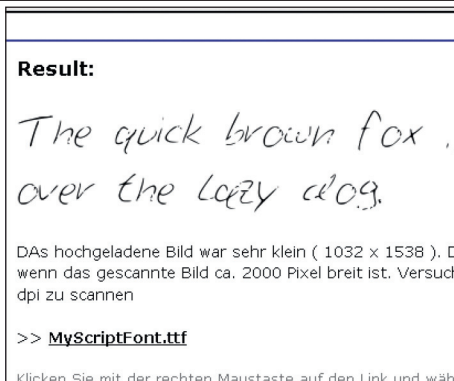 Result:
The quick brown fox
over the lazy dog.
DAs hochgeladene Bild war sehr klein ( 1032 x 1538 ).
wenn das gescannte Bild ca. 2000 Pixel breit ist.
dpi zu scannen
>> MyScriptFont.ttf
Klicken Sie mit der rechten Maustaste auf den Link und